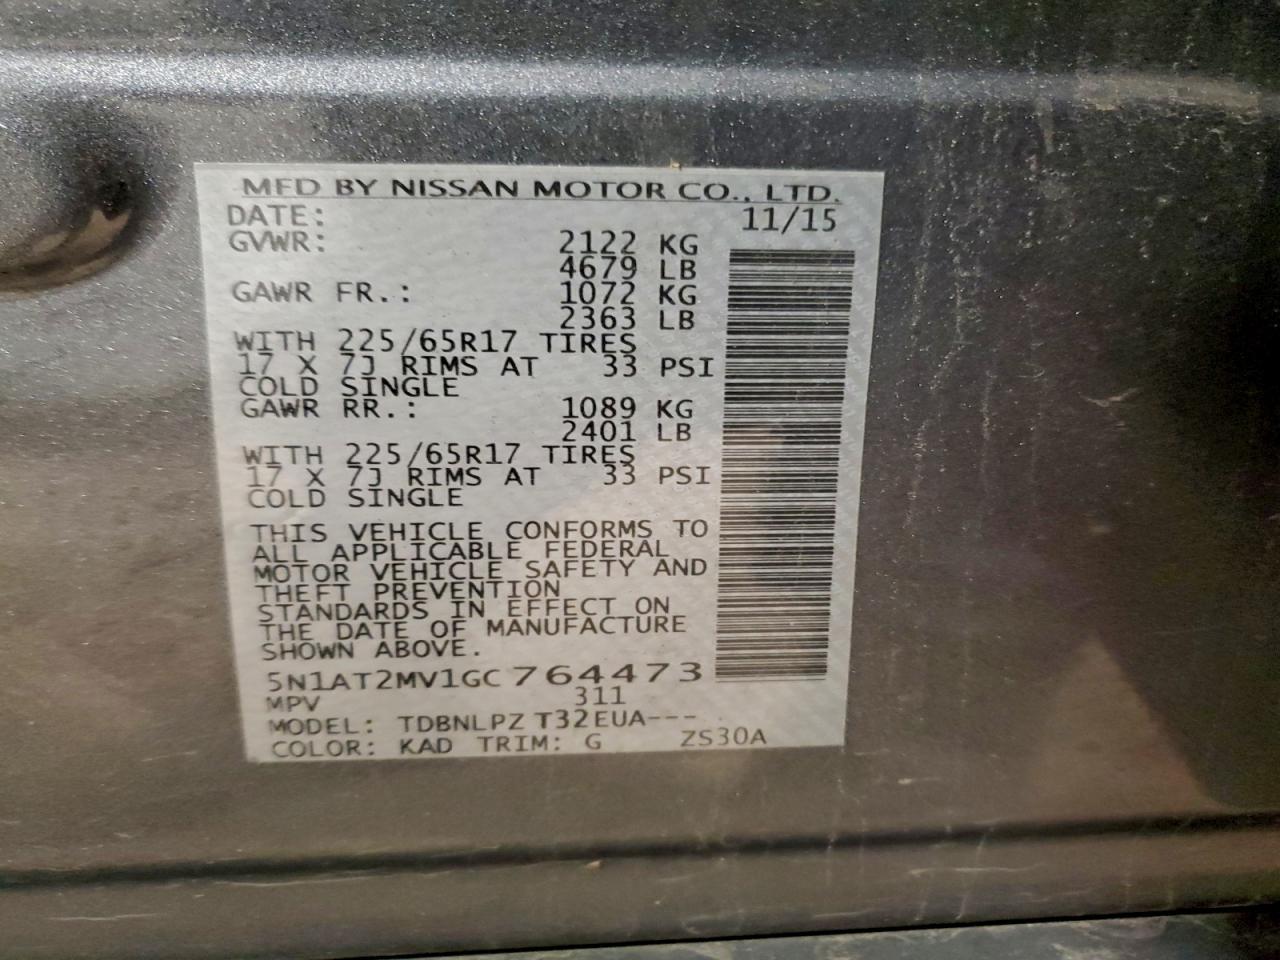 MFD BY NISSAN MOTOR CO., LTD.
DATE: 11/15
GVWR: 2122 KG
4679 LB
GAWR FR.: 1072 KG
2363 LB
WITH 225/65R17 TIRES
17 X 7J RIMS AT 33 PSI
COLD SINGLE
GAWR RR.: 1089 KG
2401 LB
WITH 225/65R17 TIRES
17 X 7J RIMS AT 33 PSI
COLD SINGLE
THIS VEHICLE CONFORMS TO
ALL APPLICABLE FEDERAL
MOTOR VEHICLE SAFETY AND
THEFT PREVENTION
STANDARDS IN EFFECT ON
THE DATE OF MANUFACTURE
SHOWN ABOVE.
5N1AT2MV1GC764473
MPV 311
MODEL: TDBNLPZ T32EUA---
COLOR: KAD TRIM: G ZS30A